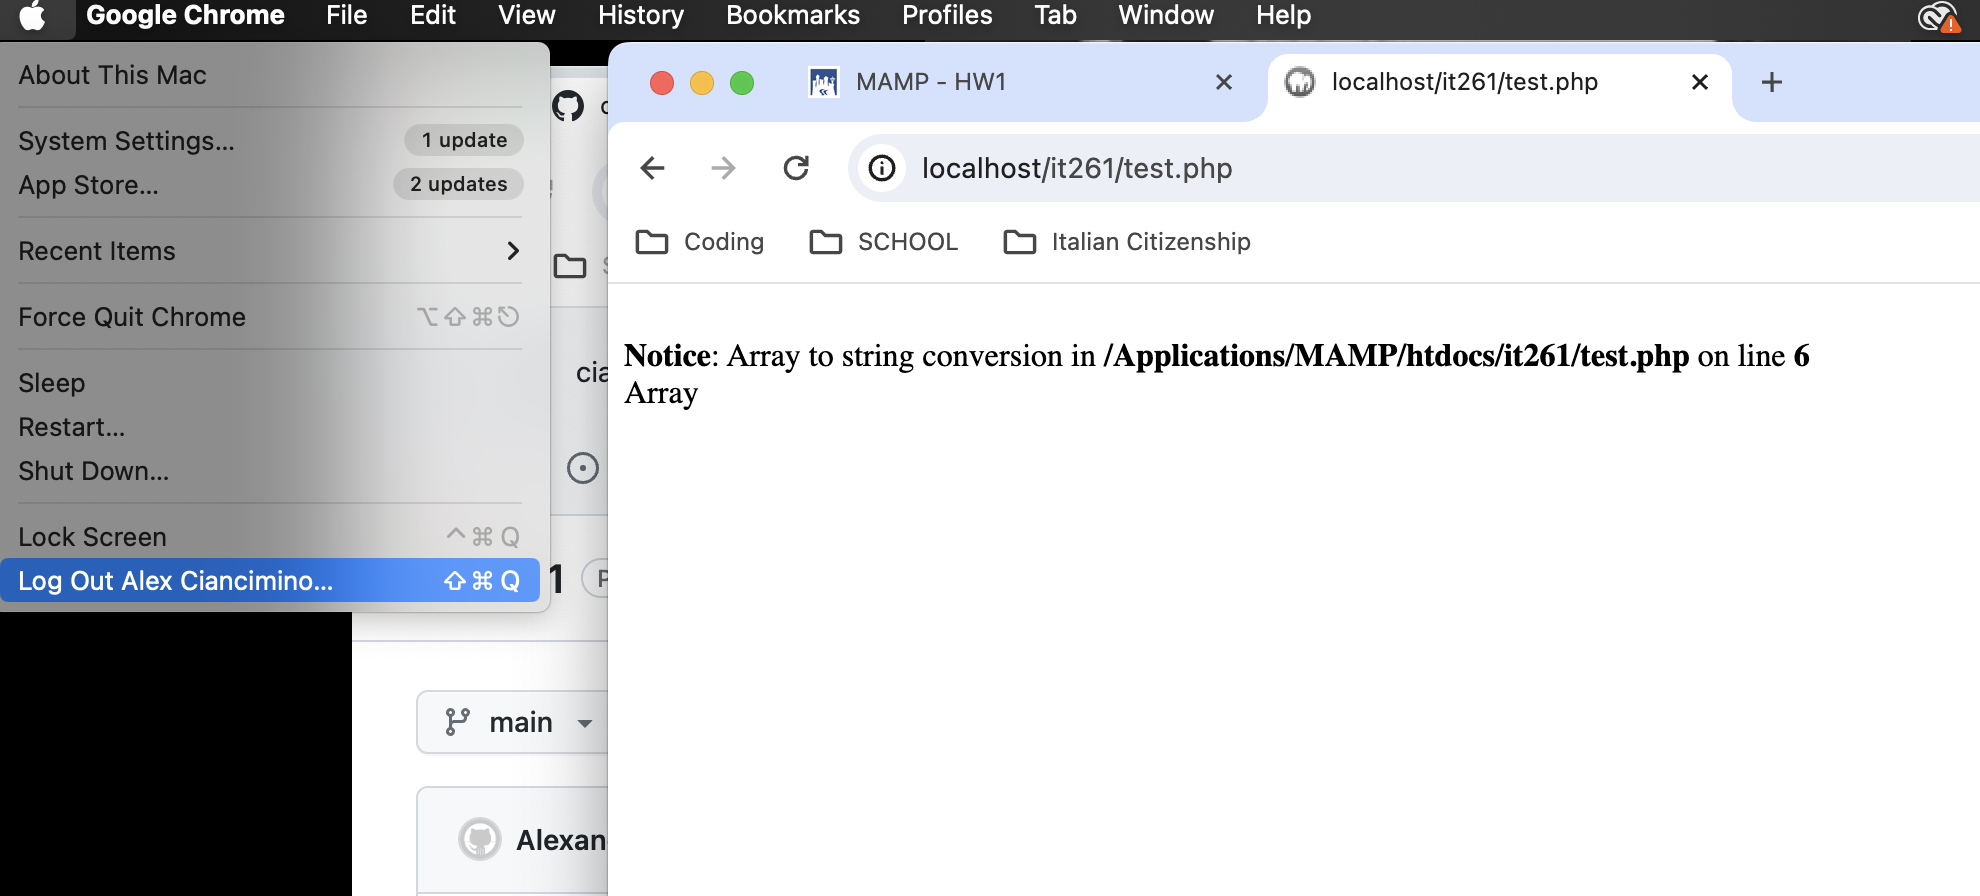 Google Chrome File Edit View History Bookmarks Profiles Tab Window Help
About This Mac
System Settings... 1 update
App Store... 2 updates
Recent Items
Force Quit Chrome ⌥⇧⌘⎋
Sleep
Restart...
Shut Down...
Lock Screen ^⌘Q
Log Out Alex Ciancimino... ⇧⌘Q
MAMP - HW1
localhost/it261/test.php
localhost/it261/test.php
Coding SCHOOL Italian Citizenship
Notice: Array to string conversion in /Applications/MAMP/htdocs/it261/test.php on line 6
Array
cia
1
main
Alexan